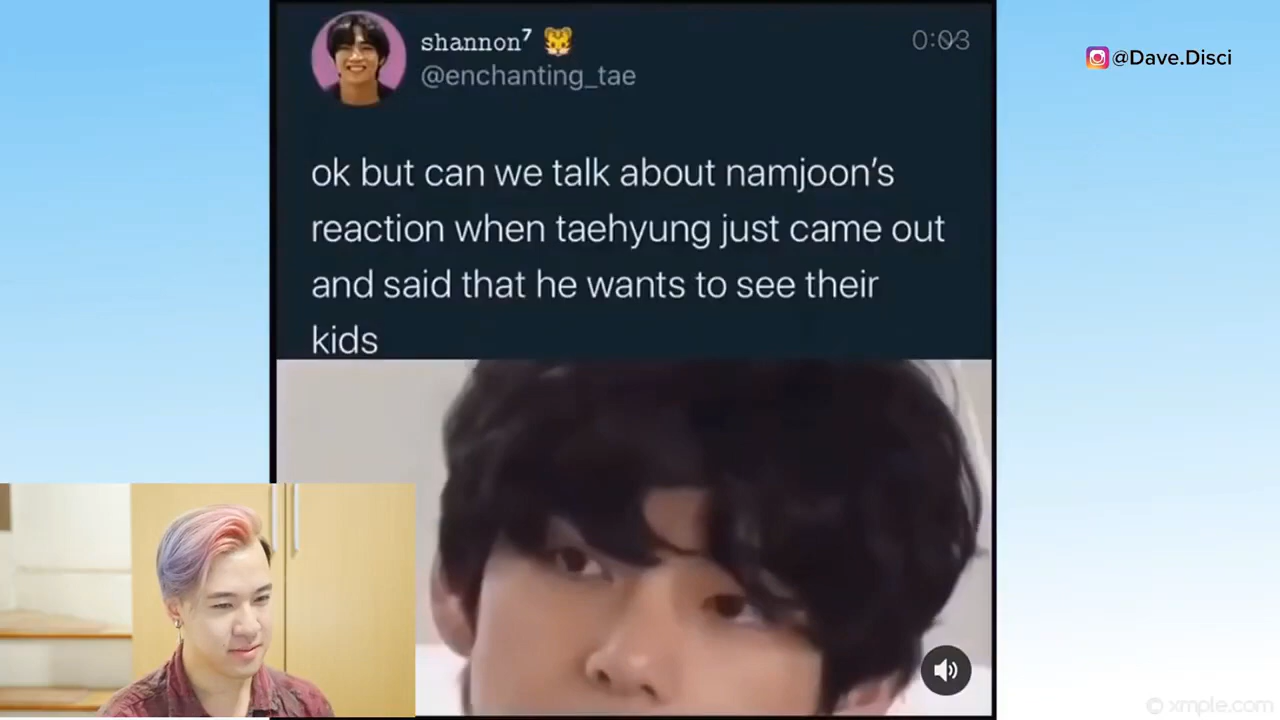 shannon⁷ 🐯
0:03
@enchanting_tae
@Dave.Disci
ok but can we talk about namjoon's
reaction when taehyung just came out
and said that he wants to see their
kids
© xmple.com